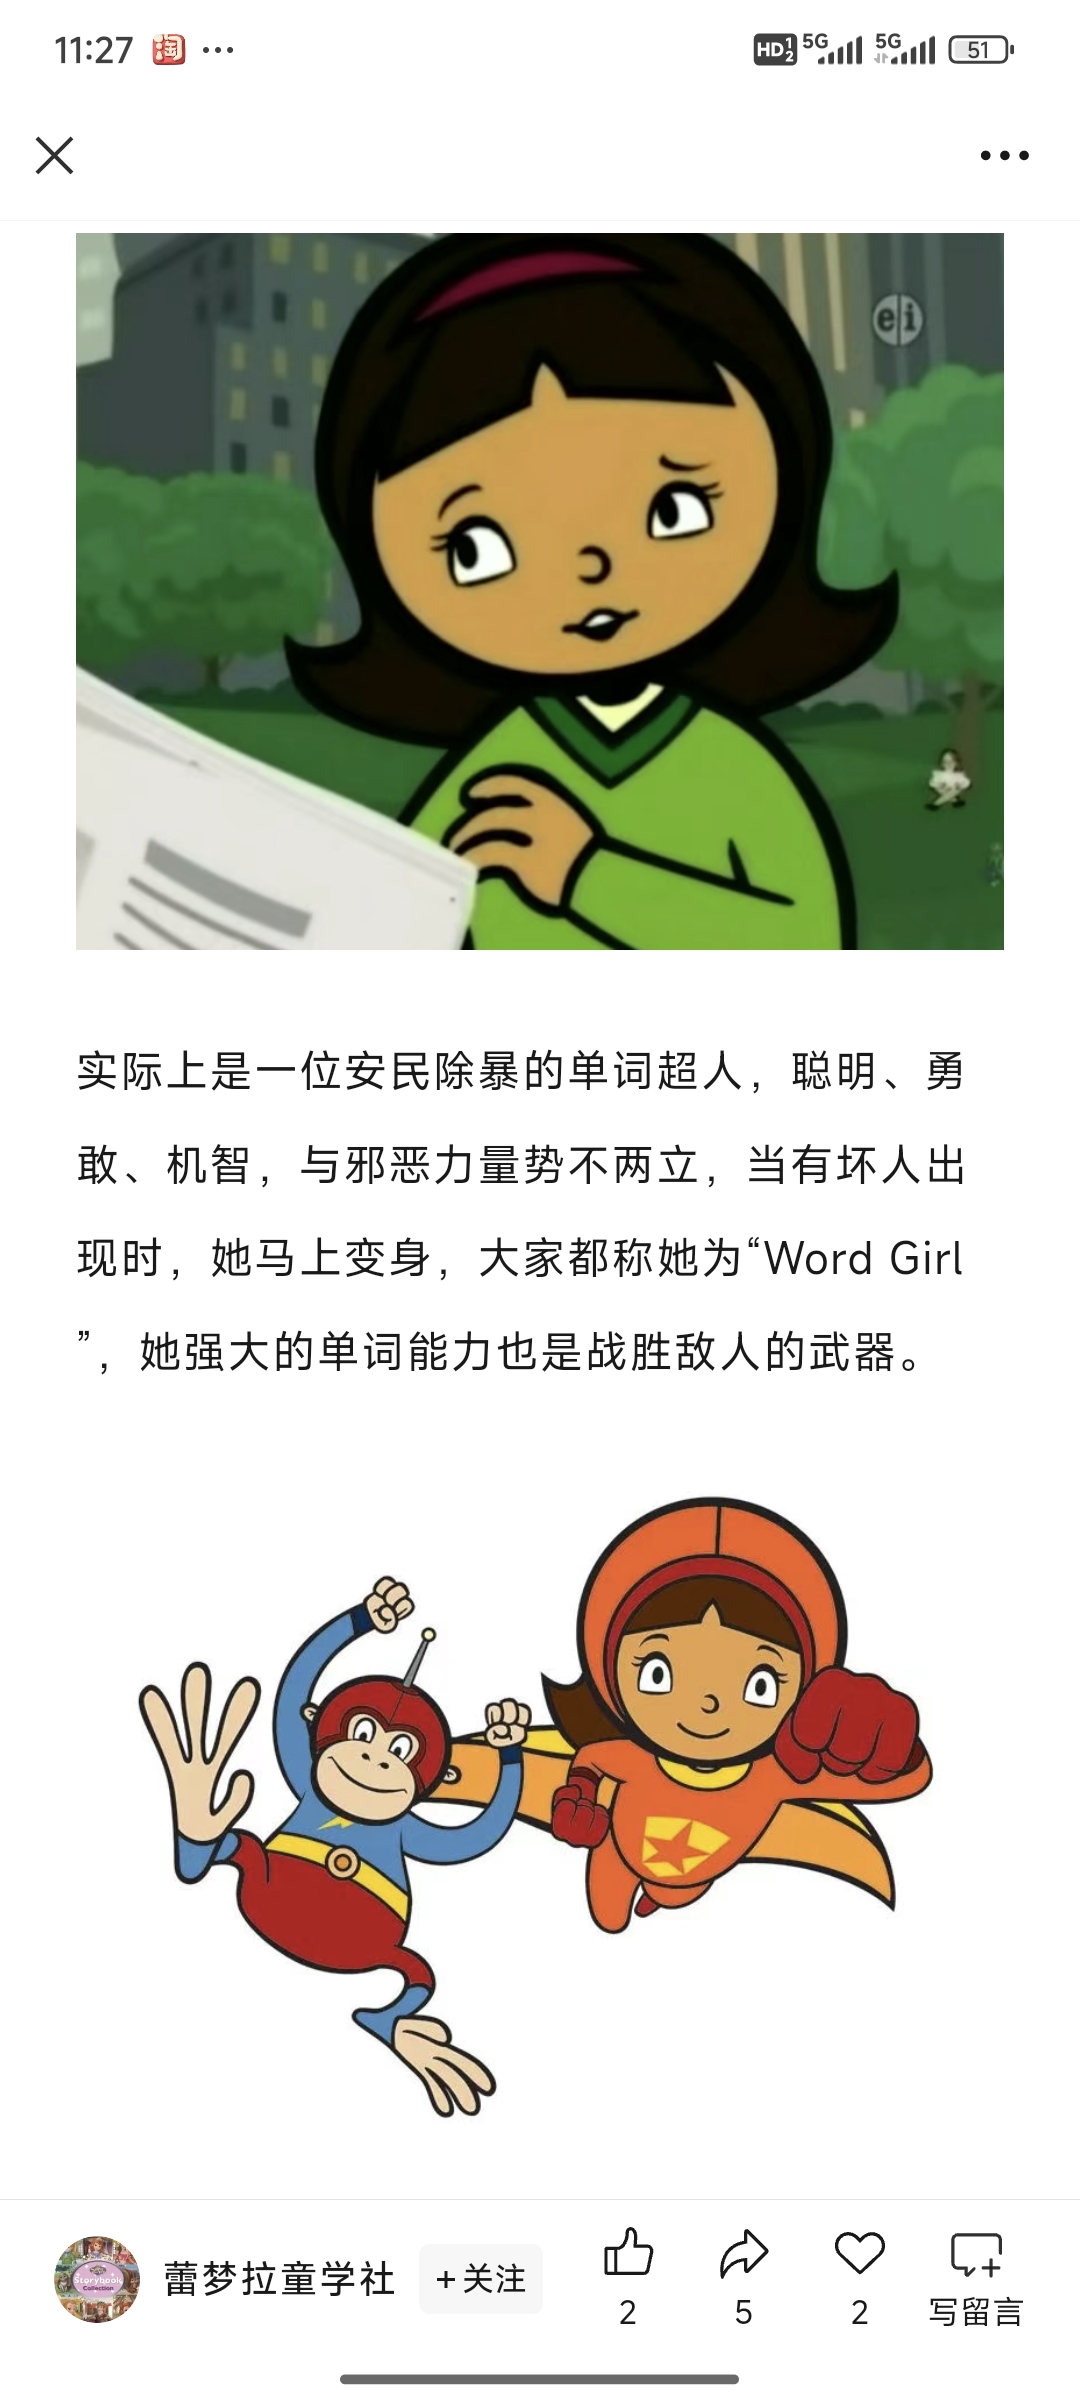 11:27 淘 ...
HD 1 2 5G 5G 51
e i
实际上是一位安民除暴的单词超人，聪明、勇
敢、机智，与邪恶力量势不两立，当有坏人出
现时，她马上变身，大家都称她为“Word Girl
”，她强大的单词能力也是战胜敌人的武器。
Storybook
Collection
蕾梦拉童学社
+关注
2
5
2
写留言